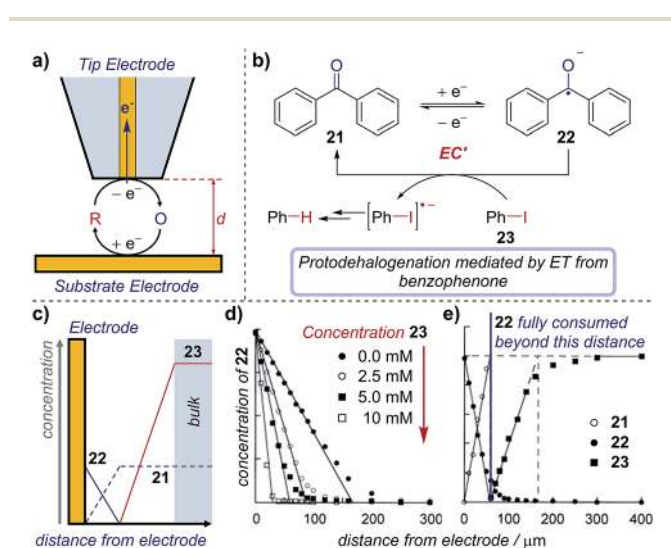 a)
Tip Electrode
e⁻
− e⁻
R
O
+ e⁻
d
Substrate Electrode
b)
O
21
+ e⁻
− e⁻
O⁻
22
EC'
Ph–H
[Ph–I]•−
Ph–I
23
Protodehalogenation mediated by ET from
benzophenone
c)
Electrode
concentration
22
21
23
bulk
distance from electrode
d)
Concentration 23
0.0 mM
2.5 mM
5.0 mM
10 mM
concentration of 22
0 100 200 300
e)
22 fully consumed
beyond this distance
21
22
23
0 100 200 300 400
distance from electrode / μm